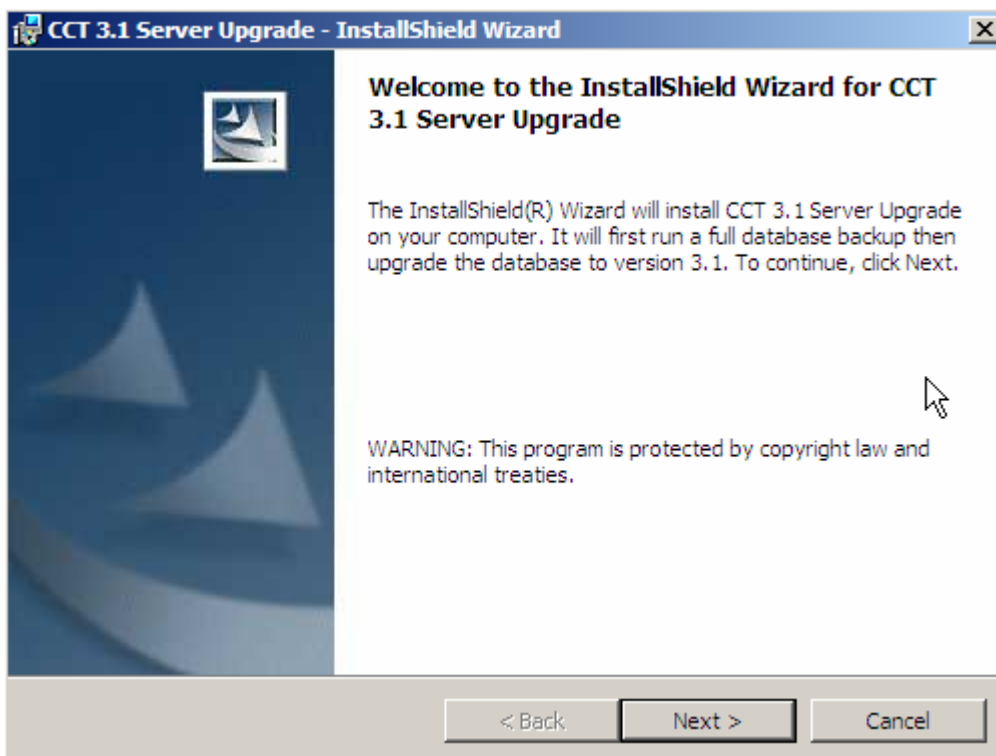 CCT 3.1 Server Upgrade - InstallShield Wizard
Welcome to the InstallShield Wizard for CCT
3.1 Server Upgrade
The InstallShield(R) Wizard will install CCT 3.1 Server Upgrade
on your computer. It will first run a full database backup then
upgrade the database to version 3.1. To continue, click Next.
WARNING: This program is protected by copyright law and
international treaties.
< Back
Next >
Cancel